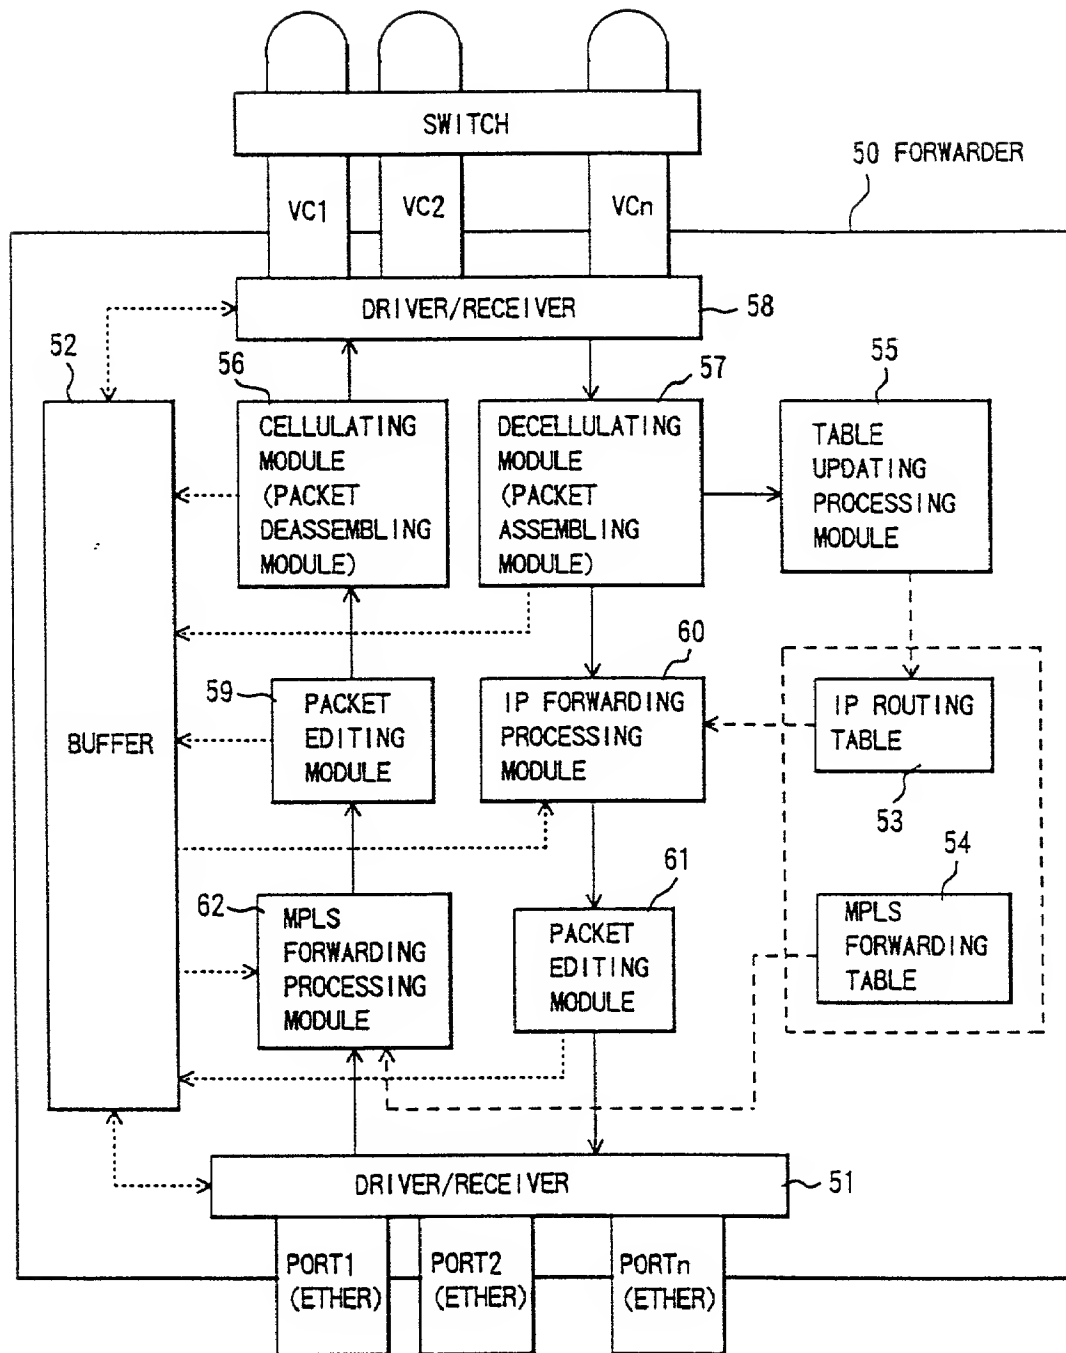 SWITCH
50 FORWARDER
VC1
VC2
VCn
DRIVER/RECEIVER
58
52
56
57
55
CELLULATING
MODULE
(PACKET
DEASSEMBLING
MODULE)
DECELLULATING
MODULE
(PACKET
ASSEMBLING
MODULE)
TABLE
UPDATING
PROCESSING
MODULE
BUFFER
59
PACKET
EDITING
MODULE
60
IP FORWARDING
PROCESSING
MODULE
IP ROUTING
TABLE
53
62
MPLS
FORWARDING
PROCESSING
MODULE
61
PACKET
EDITING
MODULE
54
MPLS
FORWARDING
TABLE
DRIVER/RECEIVER
51
PORT1
(ETHER)
PORT2
(ETHER)
PORTn
(ETHER)